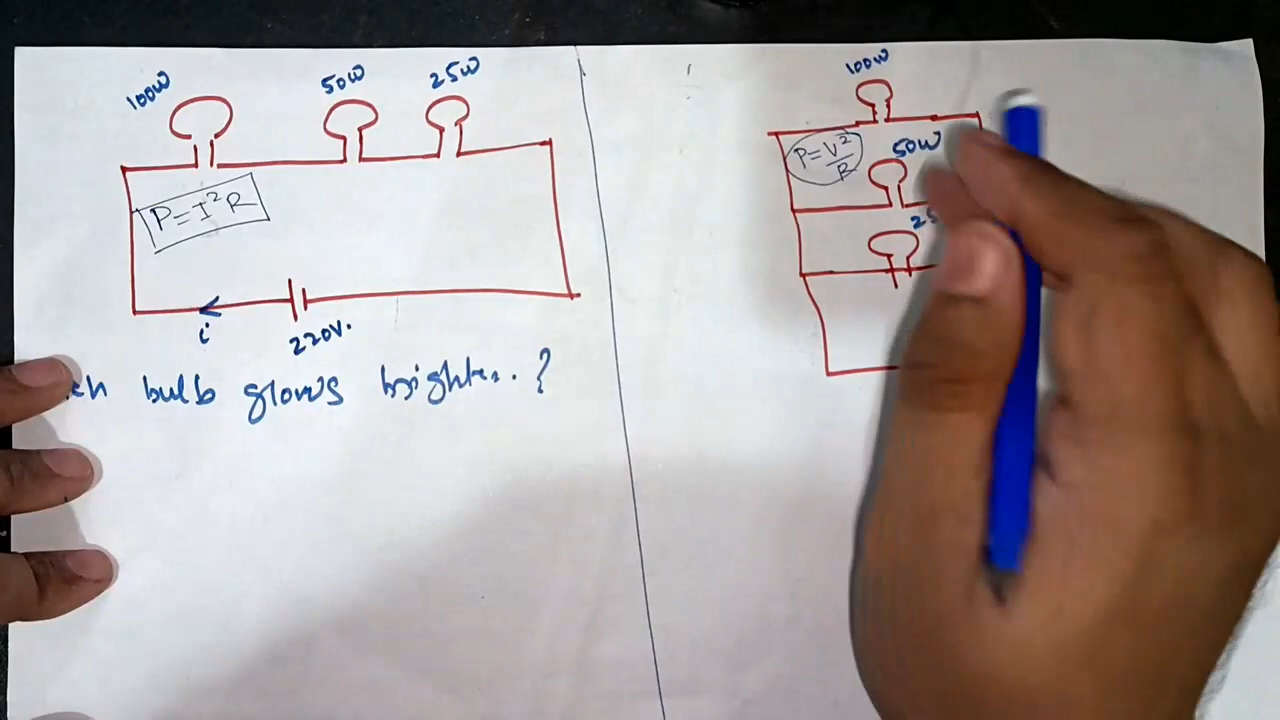 100W 50W 25W
P=I²R
i
220V.
bulb glows brighter.?
100W
P=V²/R
50W